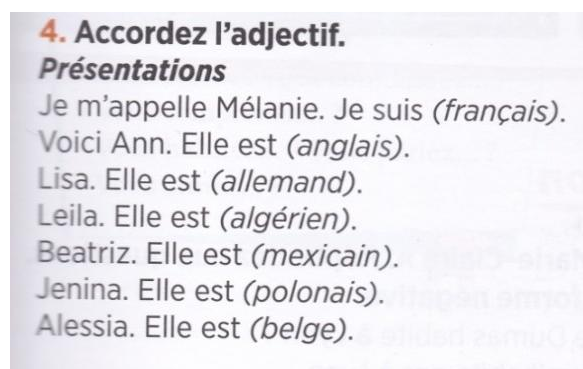 4. Accordez l'adjectif.
Présentations
Je m'appelle Mélanie. Je suis (français).
Voici Ann. Elle est (anglais).
Lisa. Elle est (allemand).
Leila. Elle est (algérien).
Beatriz. Elle est (mexicain).
Jenina. Elle est (polonais).
Alessia. Elle est (belge).